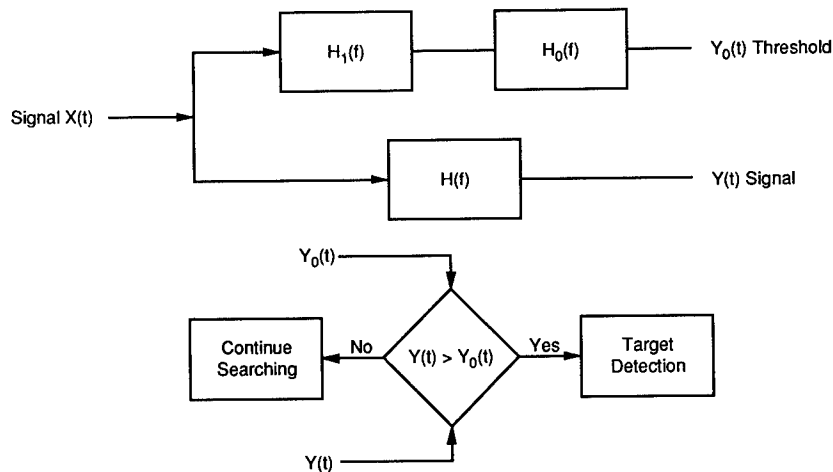 H₁(f)
H₀(f)
Y₀(t) Threshold
Signal X(t)
H(f)
Y(t) Signal
Y₀(t)
Continue
Searching
No
Y(t) > Y₀(t)
Yes
Target
Detection
Y(t)